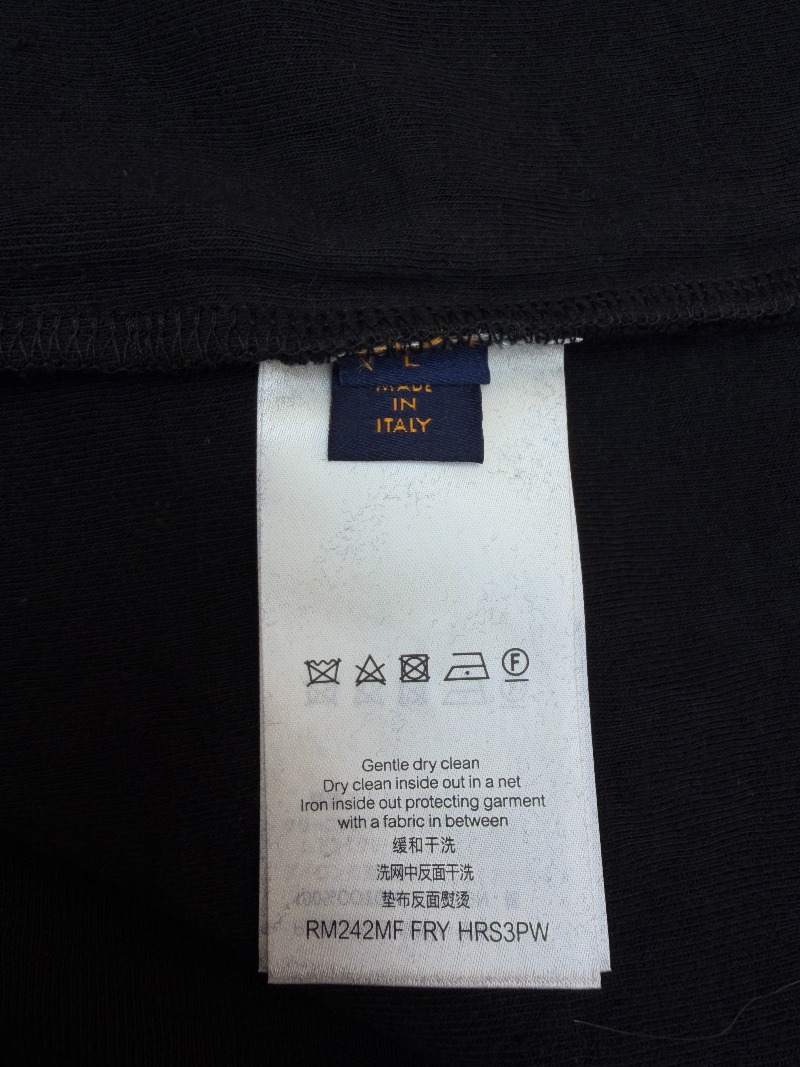 L
MADE
IN
ITALY
F
Gentle dry clean
Dry clean inside out in a net
Iron inside out protecting garment
with a fabric in between
缓和干洗
洗网中反面干洗
垫布反面熨烫
RM242MF FRY HRS3PW